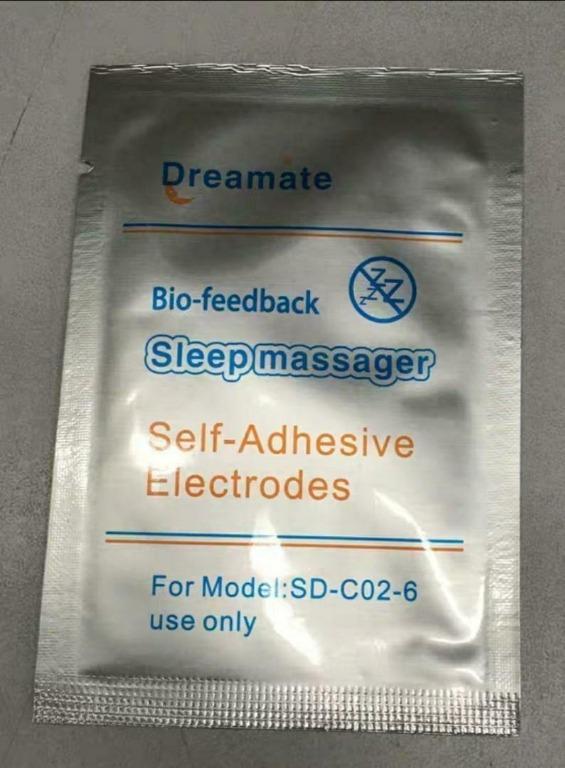 Dreamate
Bio-feedback
Sleep massager
Self-Adhesive
Electrodes
For Model:SD-C02-6
use only